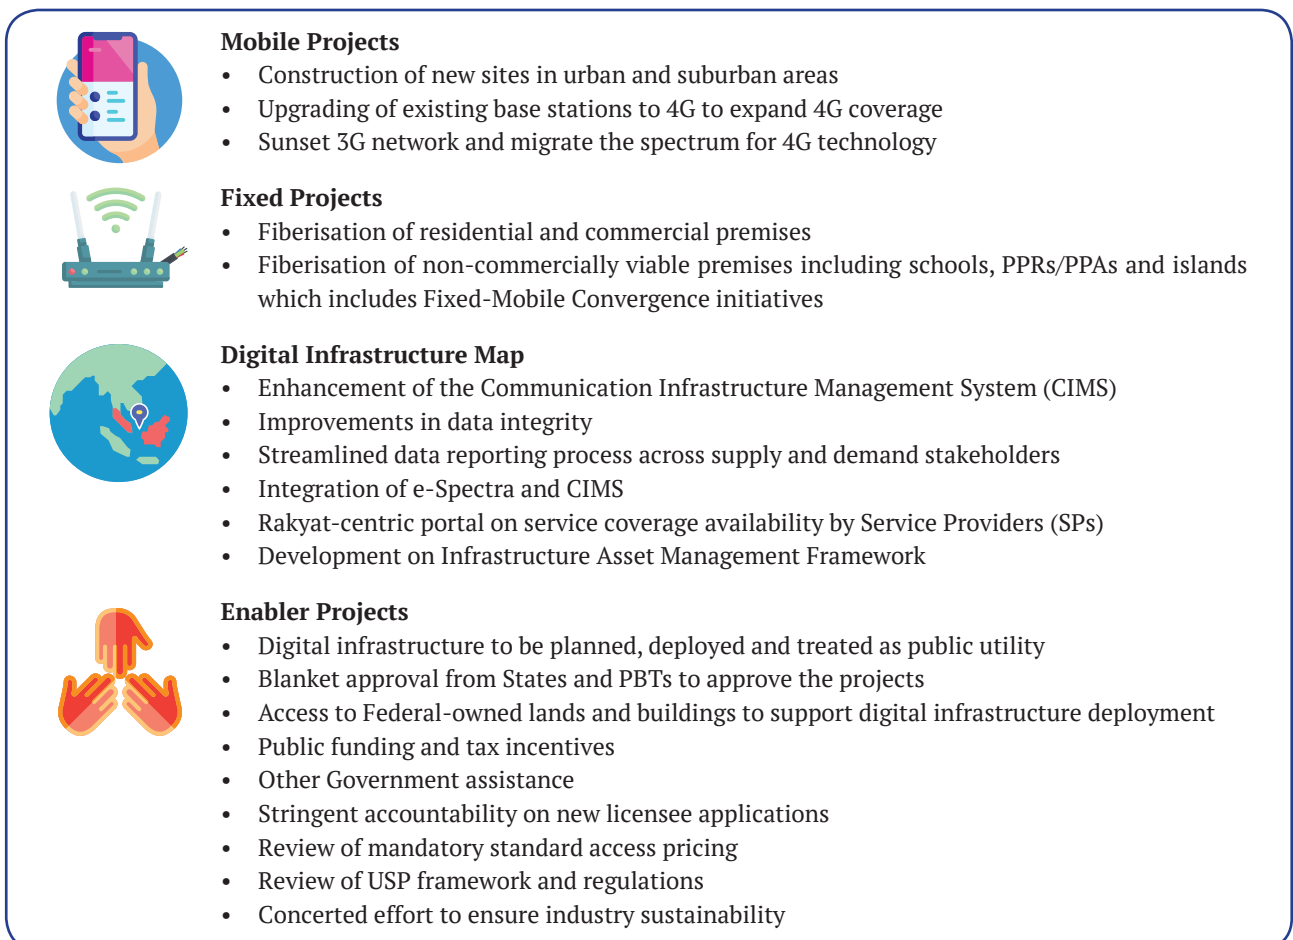 Mobile Projects
• Construction of new sites in urban and suburban areas
• Upgrading of existing base stations to 4G to expand 4G coverage
• Sunset 3G network and migrate the spectrum for 4G technology
Fixed Projects
• Fiberisation of residential and commercial premises
• Fiberisation of non-commercially viable premises including schools, PPRs/PPAs and islands
which includes Fixed-Mobile Convergence initiatives
Digital Infrastructure Map
• Enhancement of the Communication Infrastructure Management System (CIMS)
• Improvements in data integrity
• Streamlined data reporting process across supply and demand stakeholders
• Integration of e-Spectra and CIMS
• Rakyat-centric portal on service coverage availability by Service Providers (SPs)
• Development on Infrastructure Asset Management Framework
Enabler Projects
• Digital infrastructure to be planned, deployed and treated as public utility
• Blanket approval from States and PBTs to approve the projects
• Access to Federal-owned lands and buildings to support digital infrastructure deployment
• Public funding and tax incentives
• Other Government assistance
• Stringent accountability on new licensee applications
• Review of mandatory standard access pricing
• Review of USP framework and regulations
• Concerted effort to ensure industry sustainability